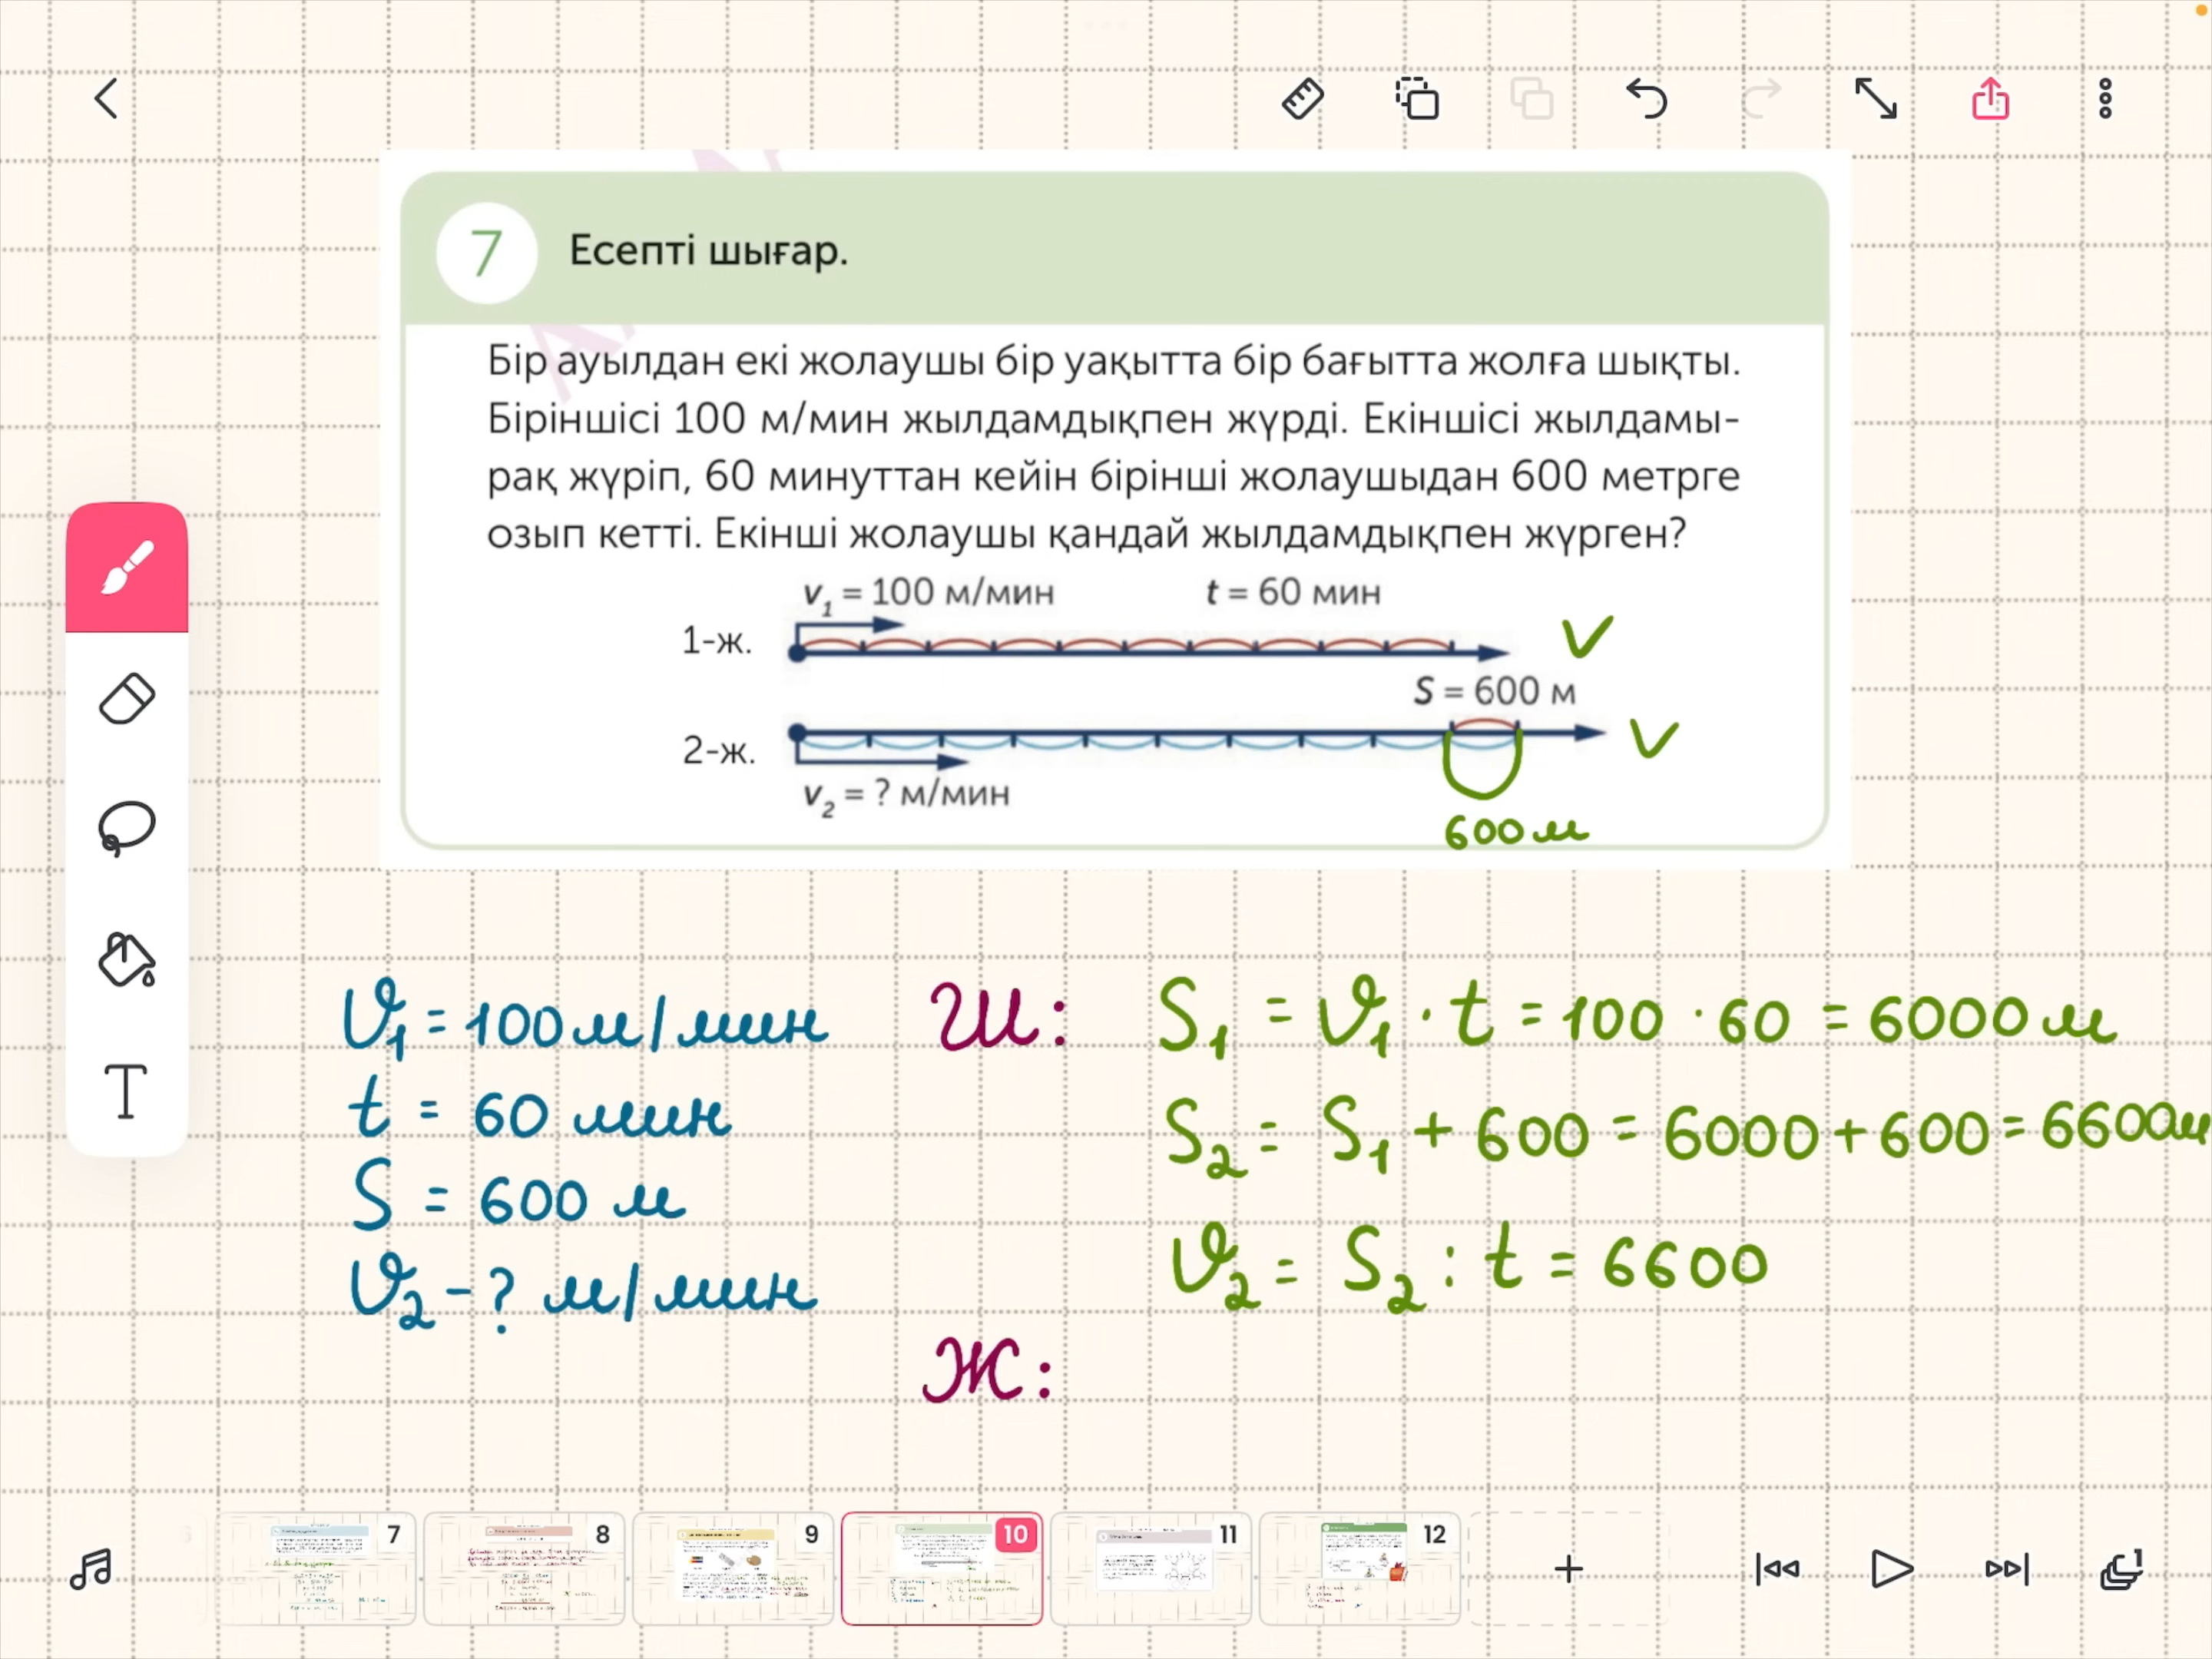 7 Есепті шығар.
Бір ауылдан екі жолаушы бір уақытта бір бағытта жолға шықты.
Біріншісі 100 м/мин жылдамдықпен жүрді. Екіншісі жылдамы-
рақ жүріп, 60 минуттан кейін бірінші жолаушыдан 600 метрге
озып кетті. Екінші жолаушы қандай жылдамдықпен жүрген?
v₁ = 100 м/мин t = 60 мин
1-ж.
S = 600 м
2-ж.
v₂ = ? м/мин
600 м
V₁ = 100 м/мин
t = 60 мин
S = 600 м
V₂ - ? м/мин
Ш:
S₁ = V₁ · t = 100 · 60 = 6000 м
S₂ = S₁ + 600 = 6000 + 600 = 6600 м
V₂ = S₂ : t = 6600
Ж:
T
7 8 9 10 11 12